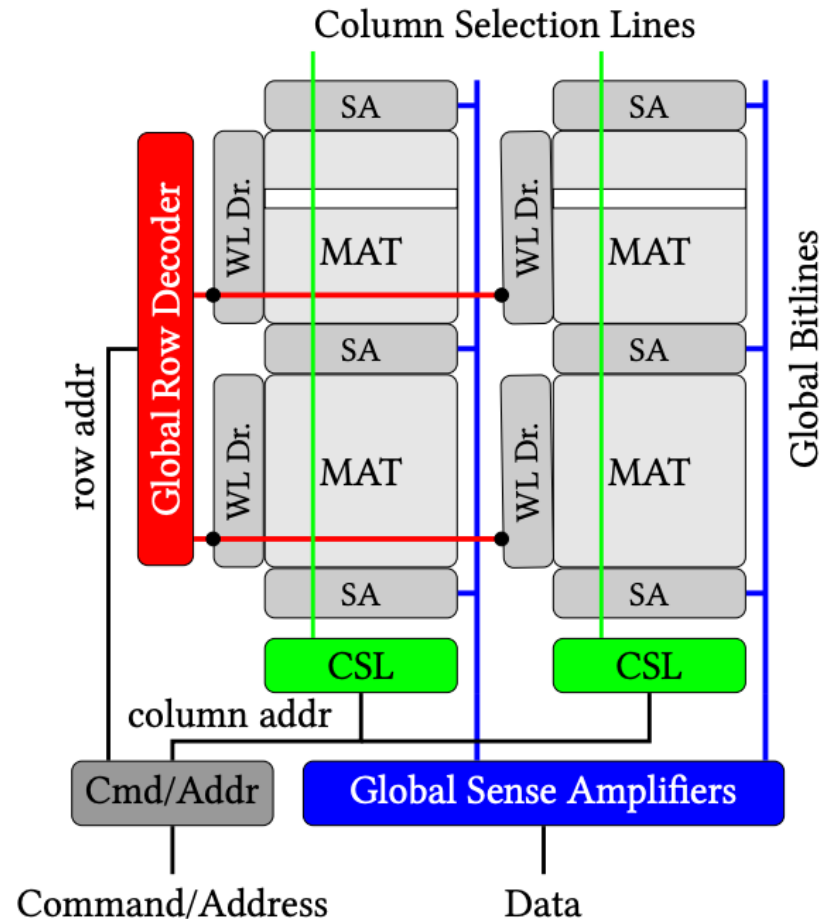 Column Selection Lines
SA
SA
WL Dr.
MAT
WL Dr.
MAT
Global Row Decoder
Global Bitlines
SA
SA
row addr
WL Dr.
MAT
WL Dr.
MAT
SA
SA
CSL
CSL
column addr
Cmd/Addr
Global Sense Amplifiers
Command/Address
Data